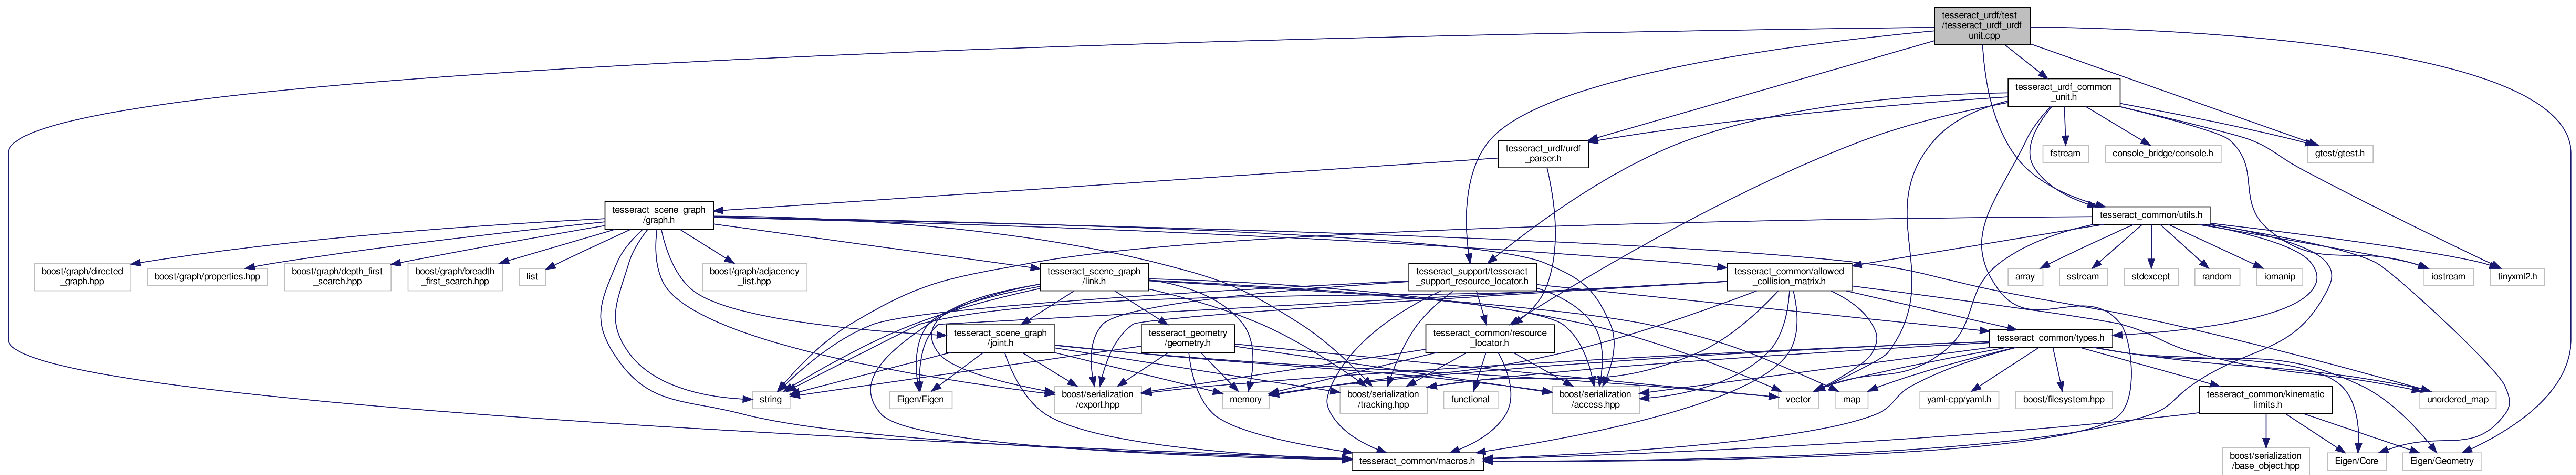 tesseract_urdf/test
/tesseract_urdf_urdf
_unit.cpp
tesseract_urdf_common
_unit.h
tesseract_urdf/urdf
_parser.h
fstream
console_bridge/console.h
gtest/gtest.h
tesseract_scene_graph
/graph.h
tesseract_common/utils.h
boost/graph/directed
_graph.hpp
boost/graph/properties.hpp
boost/graph/depth_first
_search.hpp
boost/graph/breadth
_first_search.hpp
list
boost/graph/adjacency
_list.hpp
tesseract_scene_graph
/link.h
tesseract_support/tesseract
_support_resource_locator.h
tesseract_common/allowed
_collision_matrix.h
array
sstream
stdexcept
random
iomanip
iostream
tinyxml2.h
tesseract_scene_graph
/joint.h
tesseract_geometry
/geometry.h
tesseract_common/resource
_locator.h
tesseract_common/types.h
string
Eigen/Eigen
boost/serialization
/export.hpp
memory
boost/serialization
/tracking.hpp
functional
boost/serialization
/access.hpp
vector
map
yaml-cpp/yaml.h
boost/filesystem.hpp
tesseract_common/kinematic
_limits.h
unordered_map
tesseract_common/macros.h
boost/serialization
/base_object.hpp
Eigen/Core
Eigen/Geometry